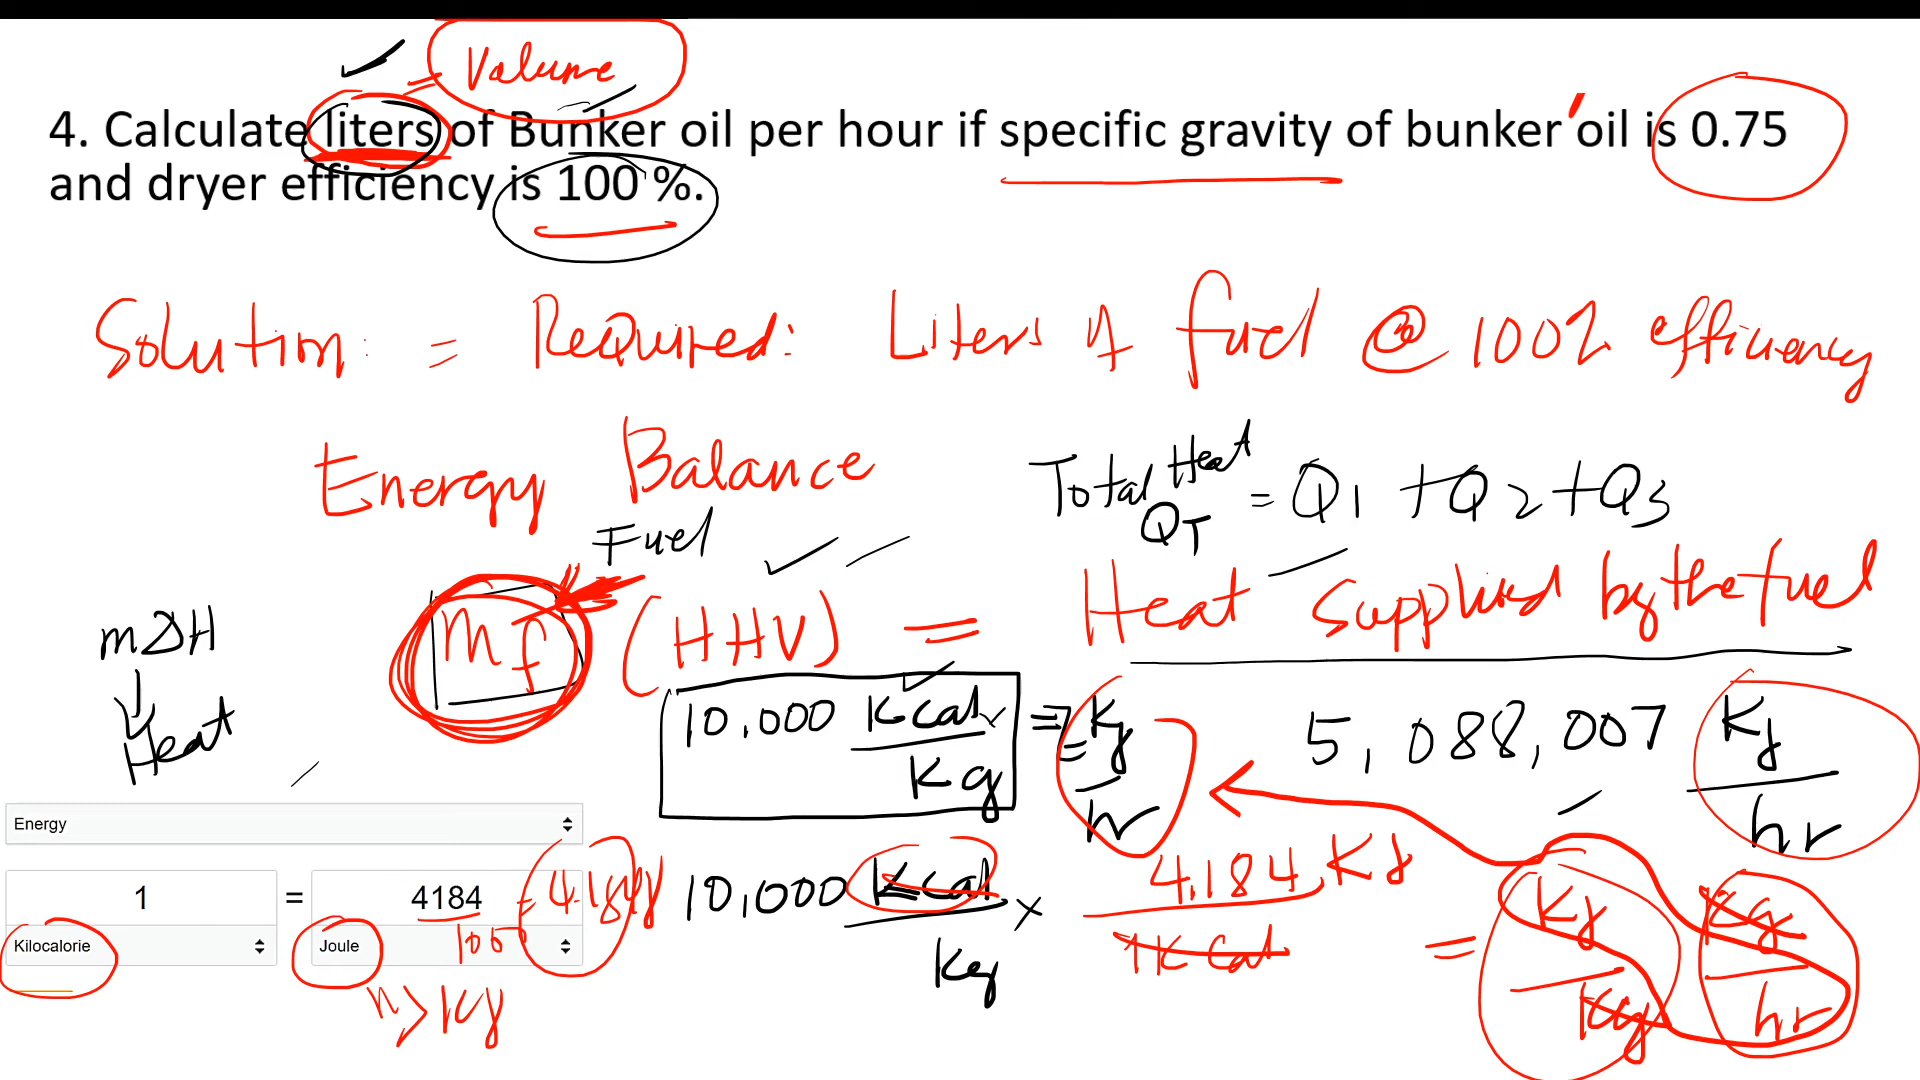 = Volume
4. Calculate liters of Bunker oil per hour if specific gravity of bunker oil is 0.75
and dryer efficiency is 100 %.
Solution : = Required: Liters of fuel @ 100% efficiency
Energy Balance
Total Heat
QT = Q1 + Q2 + Q3
Fuel
Mf (HHV) = Heat supplied by the fuel
m∆H
Heat
10,000 Kcal/Kg => = Kj/hr 5,088,007 Kj/hr
Energy
1 = 4184 = 4.184 Kj
Kilocalorie Joule
> KJ
10,000 Kcal/Kg x 4.184 Kj/1 Kcal = Kj/Kg Kg/hr